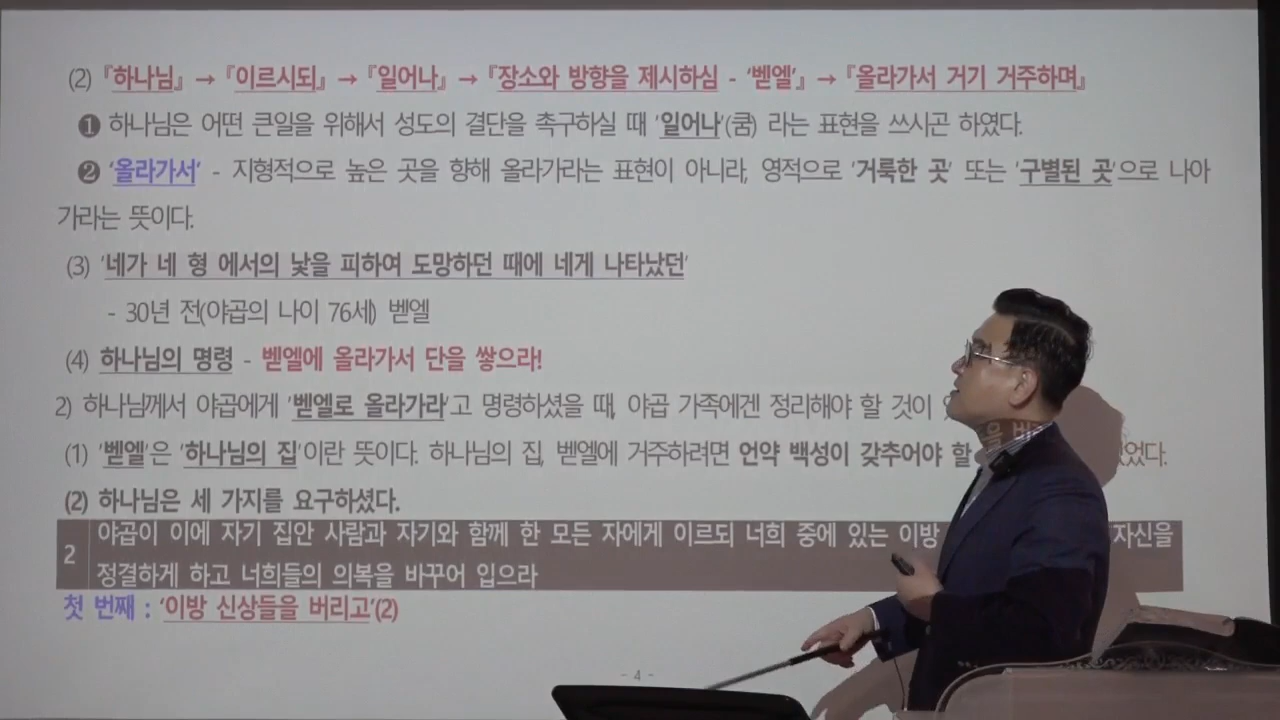 (2) 『하나님』 → 『이르시되』 → 『일어나』 → 『장소와 방향을 제시하심 - '벧엘'』 → 『올라가서 거기 거주하며』
❶ 하나님은 어떤 큰일을 위해서 성도의 결단을 촉구하실 때 '일어나'(쿰) 라는 표현을 쓰시곤 하였다.
❷ '올라가서' - 지형적으로 높은 곳을 향해 올라가라는 표현이 아니라, 영적으로 '거룩한 곳' 또는 '구별된 곳'으로 나아
가라는 뜻이다.
(3) '네가 네 형 에서의 낯을 피하여 도망하던 때에 네게 나타났던'
- 30년 전(야곱의 나이 76세) 벧엘
(4) 하나님의 명령 - 벧엘에 올라가서 단을 쌓으라!
2) 하나님께서 야곱에게 '벧엘로 올라가라'고 명령하셨을 때, 야곱 가족에겐 정리해야 할 것이
(1) '벧엘'은 '하나님의 집'이란 뜻이다. 하나님의 집, 벧엘에 거주하려면 언약 백성이 갖추어야 할
(2) 하나님은 세 가지를 요구하셨다.
2 야곱이 이에 자기 집안 사람과 자기와 함께 한 모든 자에게 이르되 너희 중에 있는 이방 자신을
정결하게 하고 너희들의 의복을 바꾸어 입으라
첫 번째 : '이방 신상들을 버리고'(2)
- 4 -